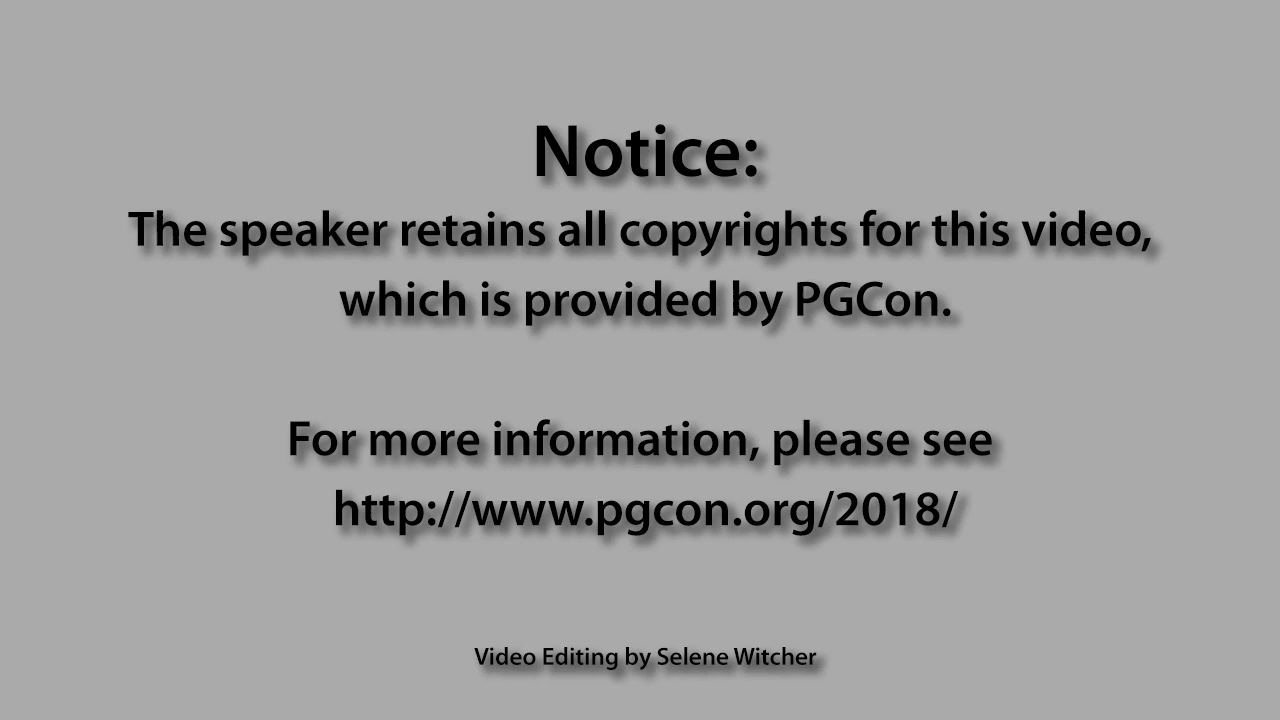 Notice:
The speaker retains all copyrights for this video,
which is provided by PGCon.
For more information, please see
http://www.pgcon.org/2018/
Video Editing by Selene Witcher